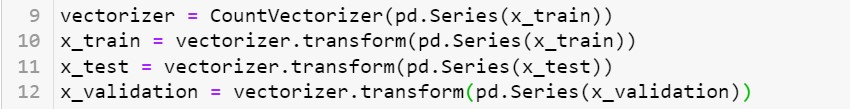 9 vectorizer = CountVectorizer(pd.Series(x_train))
10 x_train = vectorizer.transform(pd.Series(x_train))
11 x_test = vectorizer.transform(pd.Series(x_test))
12 x_validation = vectorizer.transform(pd.Series(x_validation))